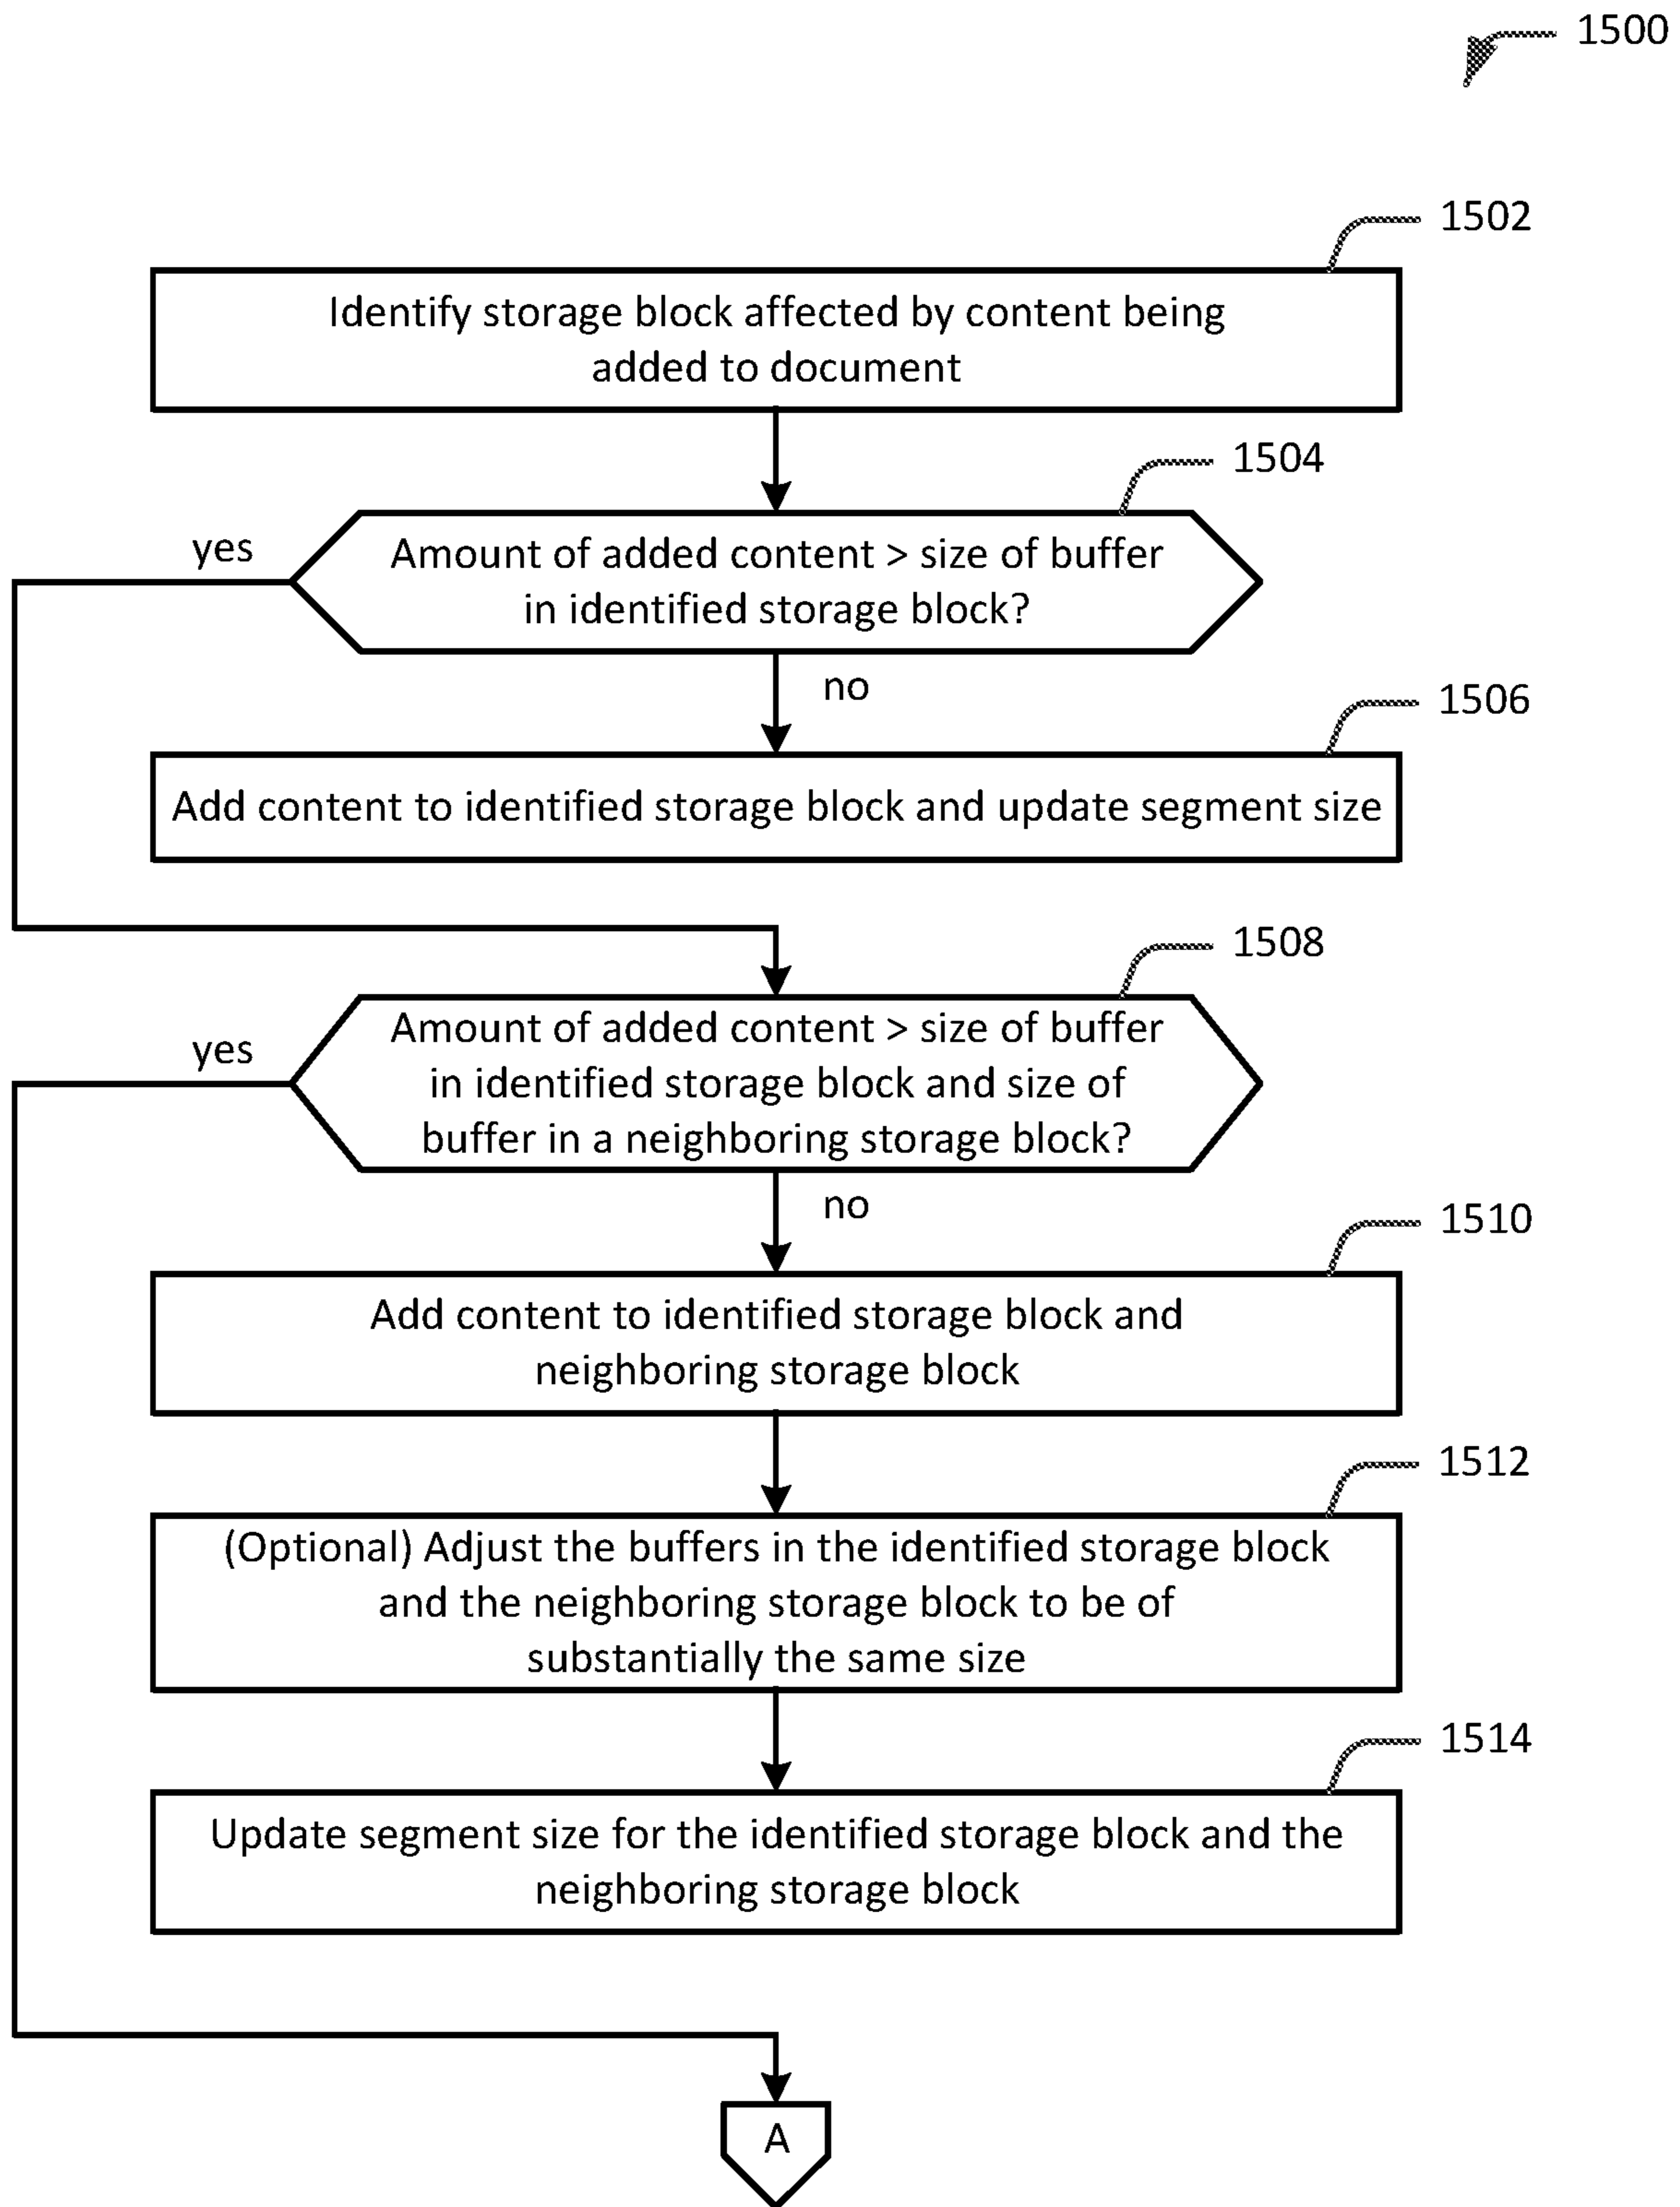 1500
1502
Identify storage block affected by content being
added to document
1504
yes
Amount of added content > size of buffer
in identified storage block?
no
1506
Add content to identified storage block and update segment size
1508
yes
Amount of added content > size of buffer
in identified storage block and size of
buffer in a neighboring storage block?
no
1510
Add content to identified storage block and
neighboring storage block
1512
(Optional) Adjust the buffers in the identified storage block
and the neighboring storage block to be of
substantially the same size
1514
Update segment size for the identified storage block and the
neighboring storage block
A